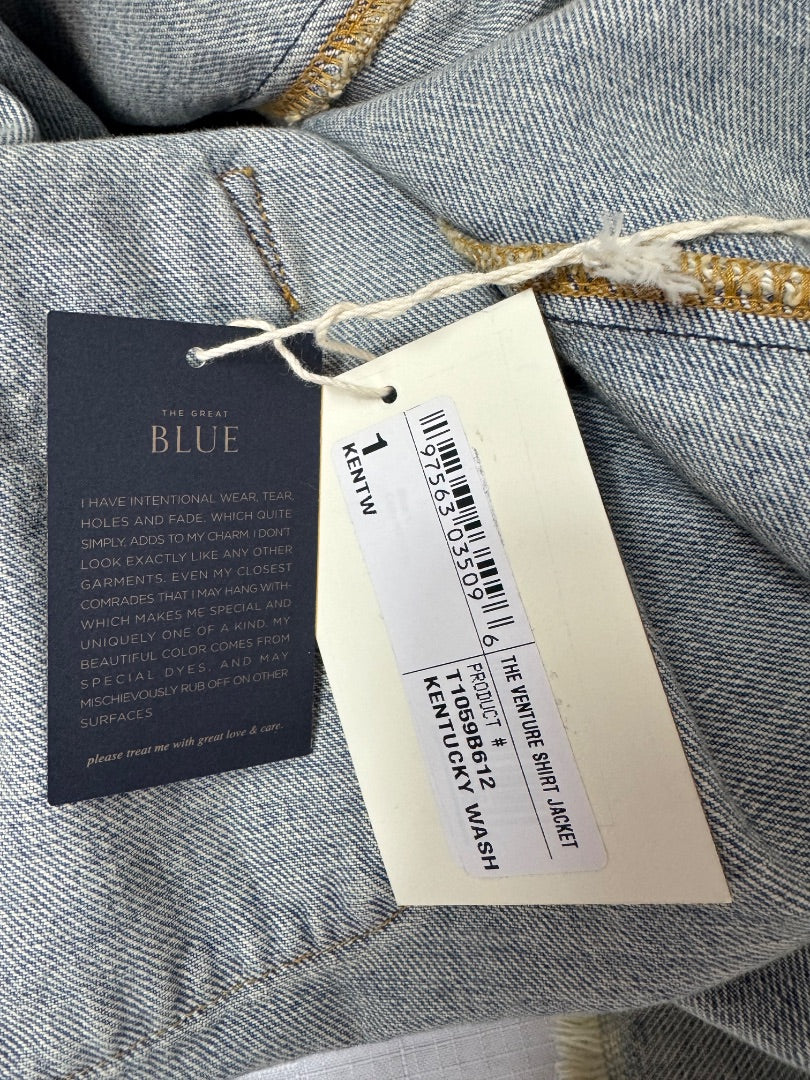 THE GREAT
BLUE
I HAVE INTENTIONAL WEAR, TEAR,
HOLES AND FADE. WHICH QUITE
SIMPLY, ADDS TO MY CHARM. I DON'T
LOOK EXACTLY LIKE ANY OTHER
GARMENTS. EVEN MY CLOSEST
COMRADES THAT I MAY HANG WITH-
WHICH MAKES ME SPECIAL AND
UNIQUELY ONE OF A KIND. MY
BEAUTIFUL COLOR COMES FROM
SPECIAL DYES. AND MAY
MISCHIEVOUSLY RUB OFF ON OTHER
SURFACES
please treat me with great love & care.
1
KENTW
97563 03509 6
THE VENTURE SHIRT JACKET
PRODUCT #
T1059B612
KENTUCKY WASH